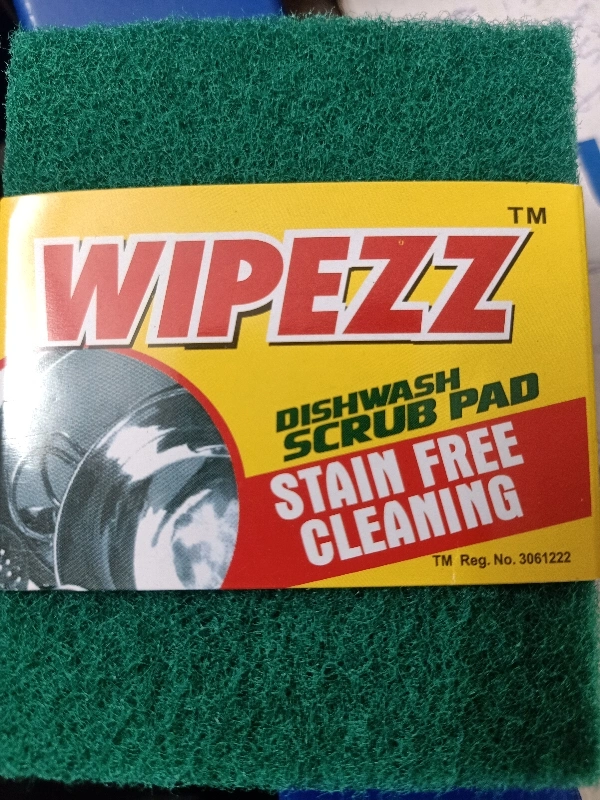 TM
WIPEZZ
DISHWASH
SCRUB PAD
STAIN FREE
CLEANING
TM Reg. No. 3061222